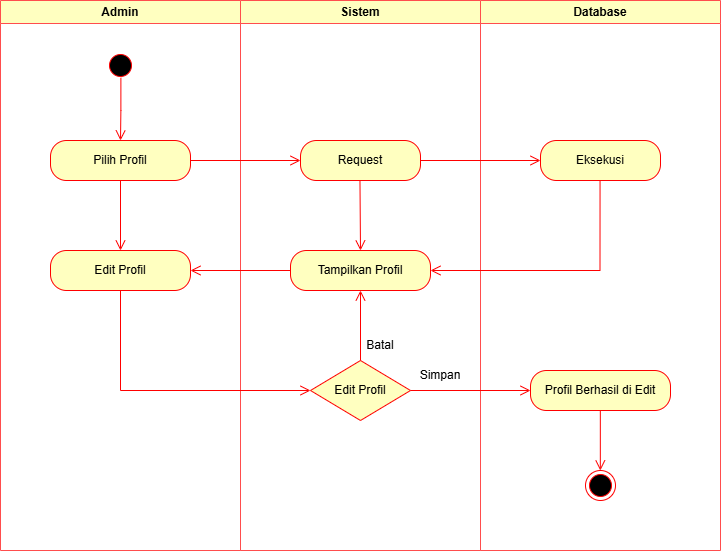 Admin
Sistem
Database
Pilih Profil
Request
Eksekusi
Edit Profil
Tampilkan Profil
Batal
Simpan
Edit Profil
Profil Berhasil di Edit